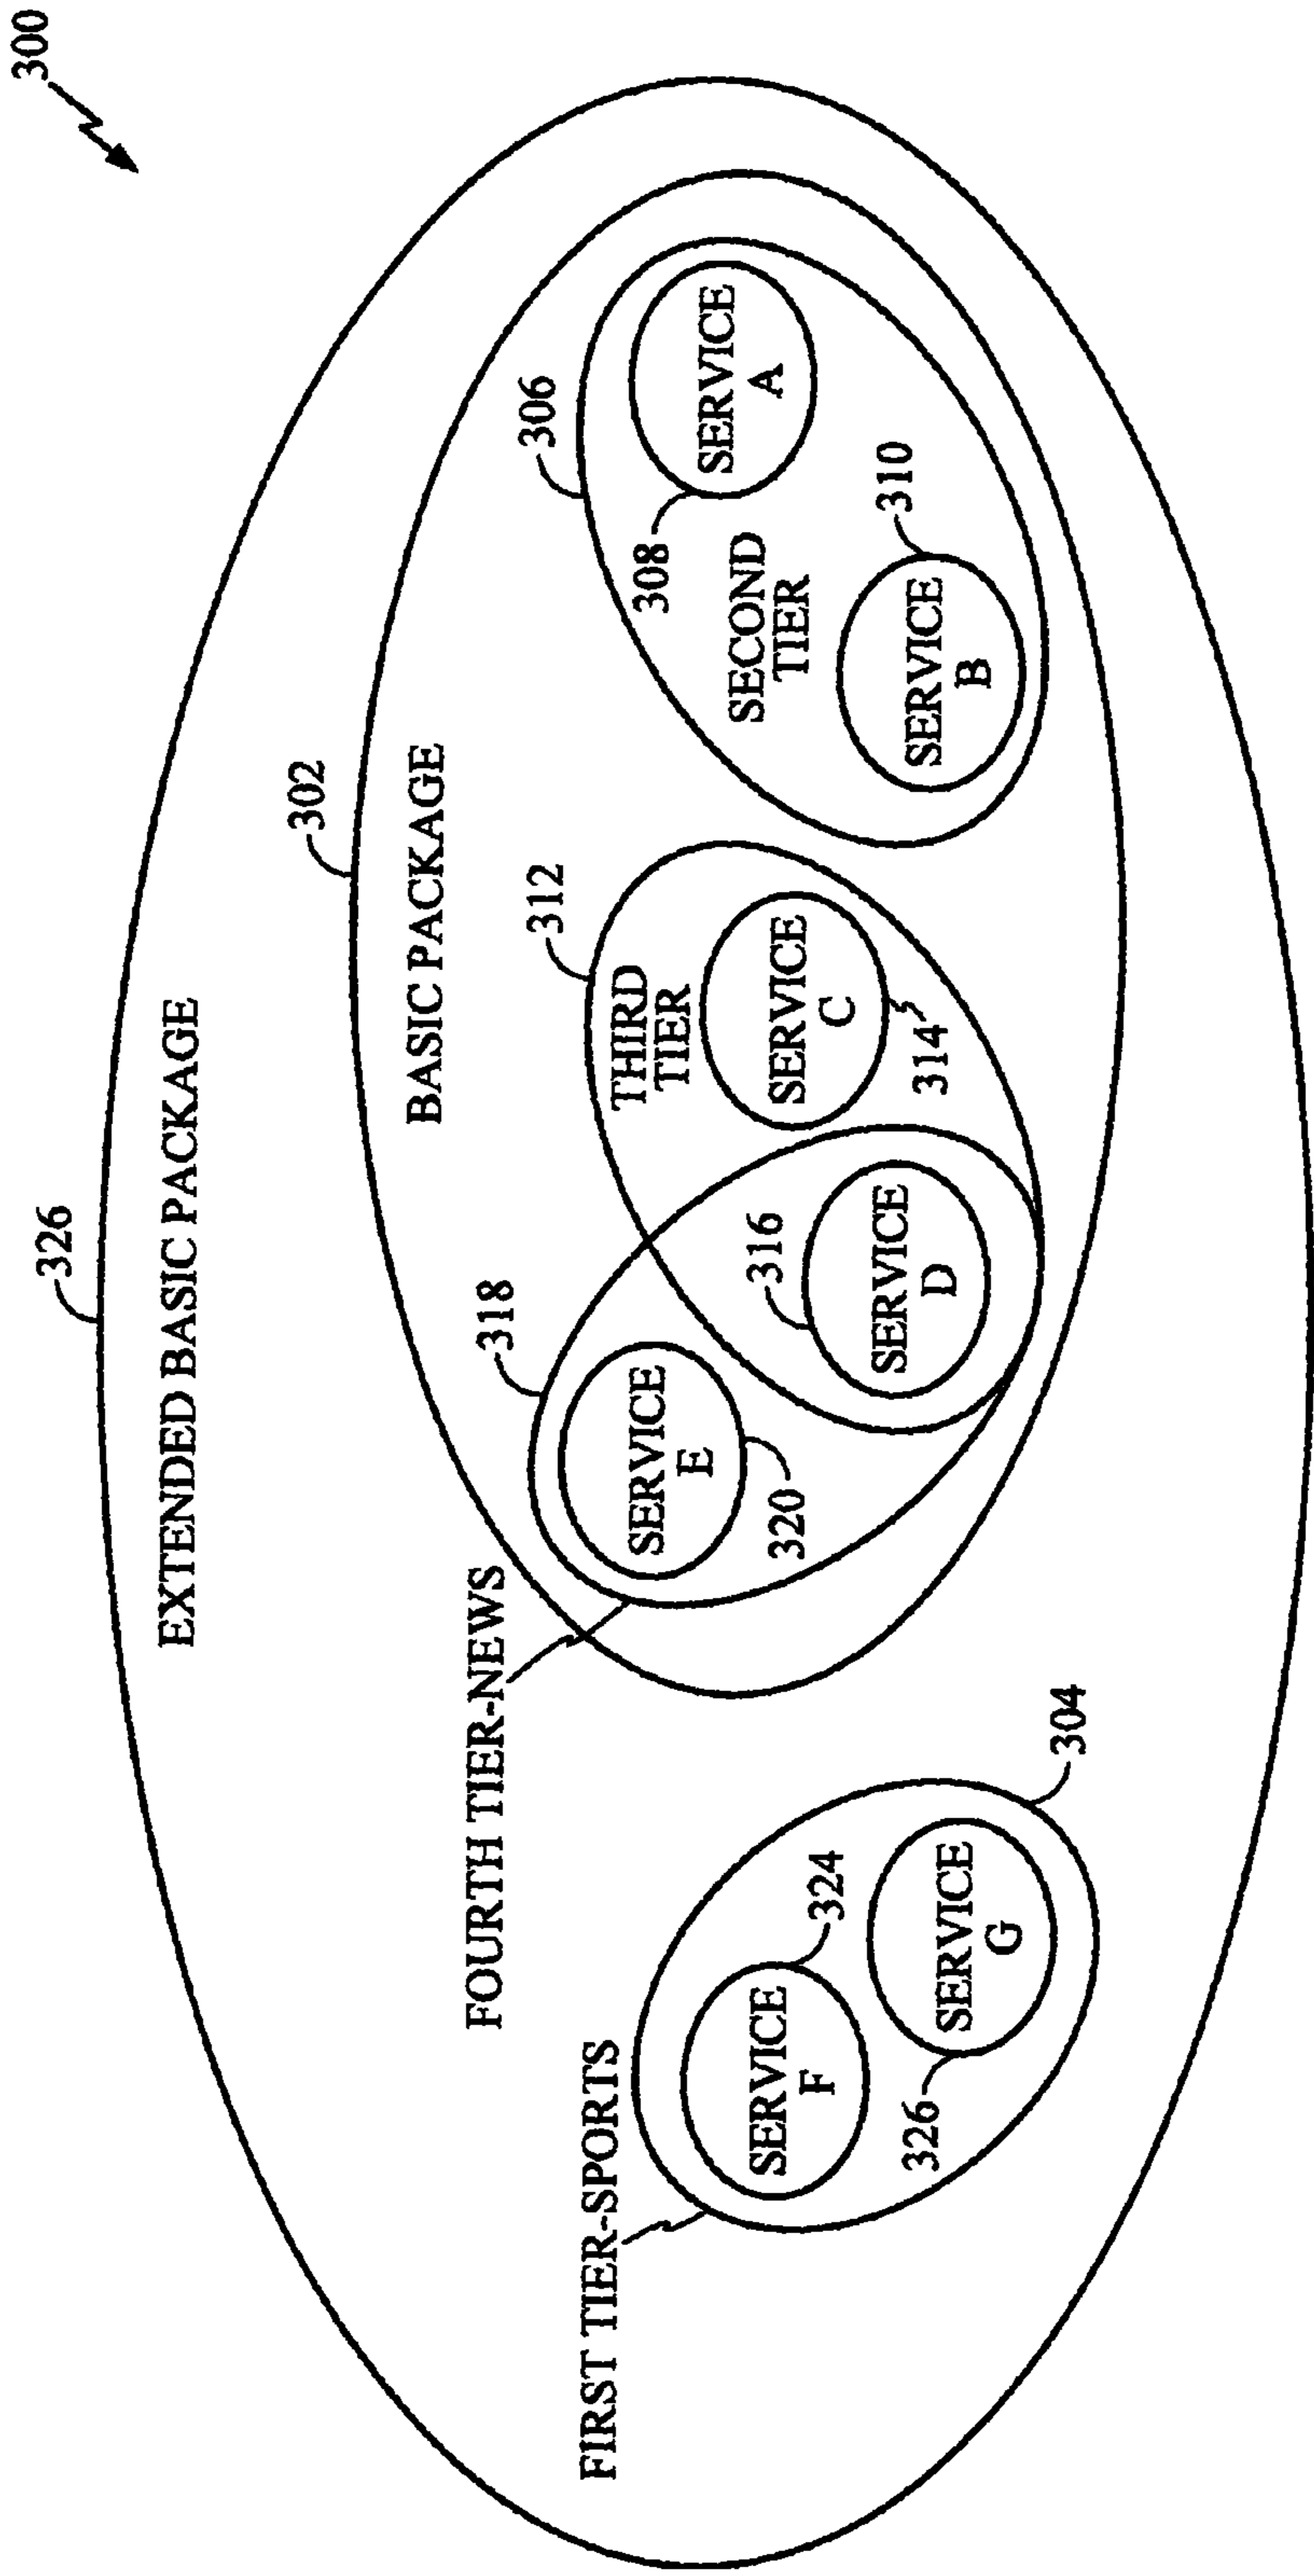 300
326
EXTENDED BASIC PACKAGE
302
BASIC PACKAGE
FOURTH TIER-NEWS
318
312
306
FIRST TIER-SPORTS
THIRD
TIER
SERVICE
E
320
316
SERVICE
D
SERVICE
C
314
308
SECOND
TIER
SERVICE
A
310
SERVICE
B
SERVICE
F
324
326
SERVICE
G
304